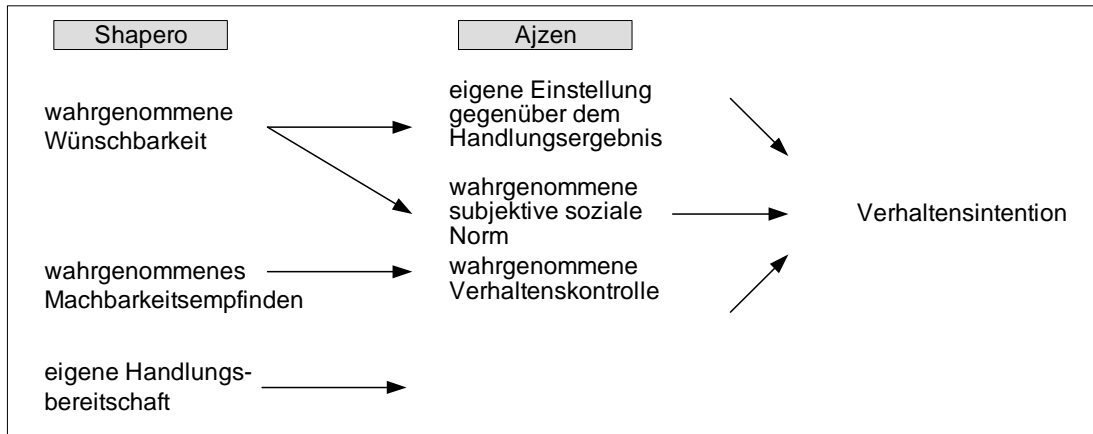 Shapero
Ajzen
wahrgenommene
Wünschbarkeit
eigene Einstellung
gegenüber dem
Handlungsergebnis
wahrgenommene
subjektive soziale
Norm
Verhaltensintention
wahrgenommenes
Machbarkeitsempfinden
wahrgenommene
Verhaltenskontrolle
eigene Handlungs-
bereitschaft